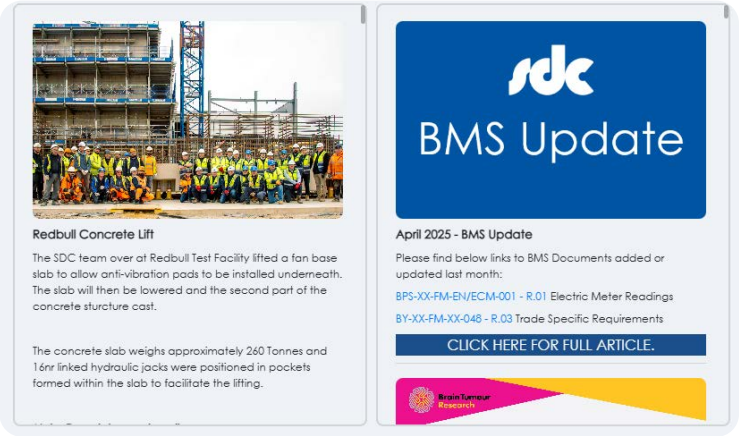 Redbull Concrete Lift
The SDC team over at Redbull Test Facility lifted a fan base
slab to allow anti-vibration pads to be installed underneath.
The slab will then be lowered and the second part of the
concrete sturcture cast.
The concrete slab weighs approximately 260 Tonnes and
16nr linked hydraulic jacks were positioned in pockets
formed within the slab to facilitate the lifting.
sdc
BMS Update
April 2025 - BMS Update
Please find below links to BMS Documents added or
updated last month:
BPS-XX-FM-EN/ECM-001 - R.01 Electric Meter Readings
BY-XX-FM-XX-048 - R.03 Trade Specific Requirements
CLICK HERE FOR FULL ARTICLE.
Brain Tumour
Research